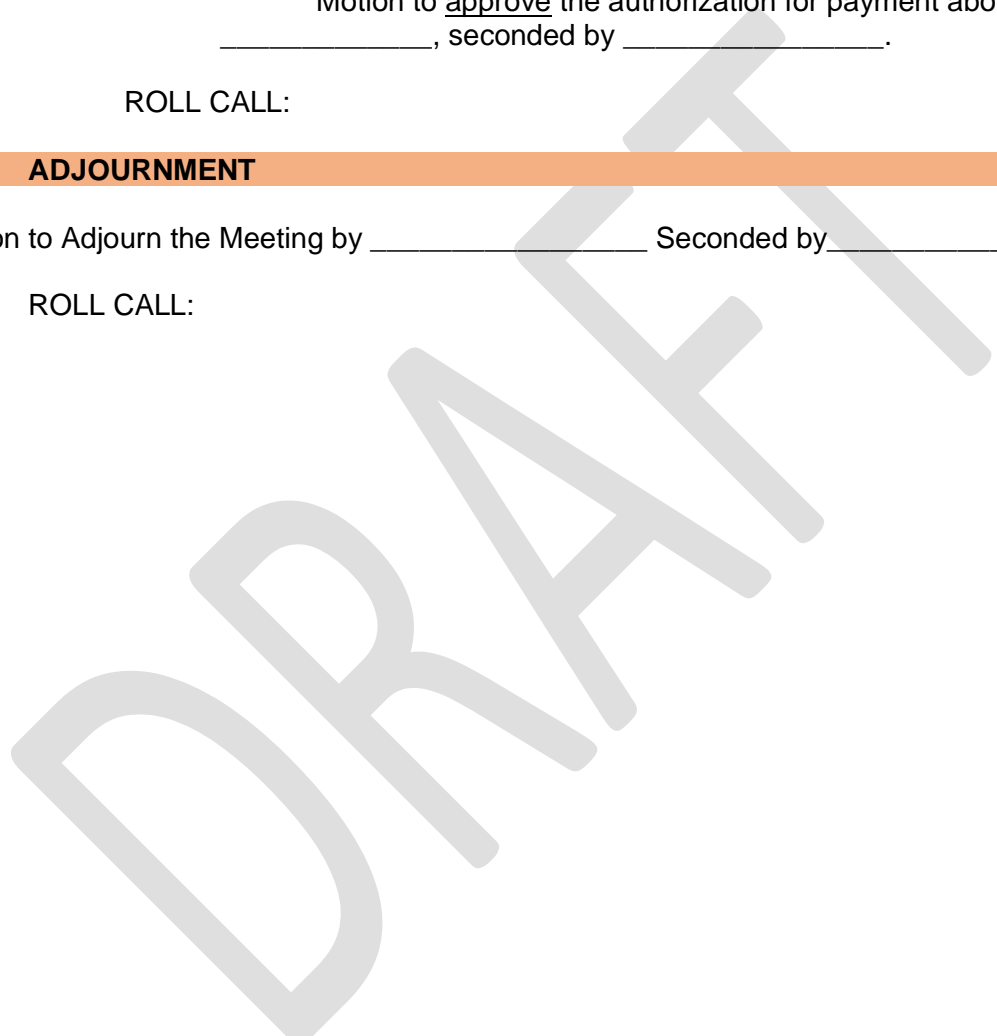 Motion to approve the authorization for payment abo
_____________, seconded by ________________.
ROLL CALL:
ADJOURNMENT
on to Adjourn the Meeting by _________________ Seconded by___________
ROLL CALL:
DRAFT